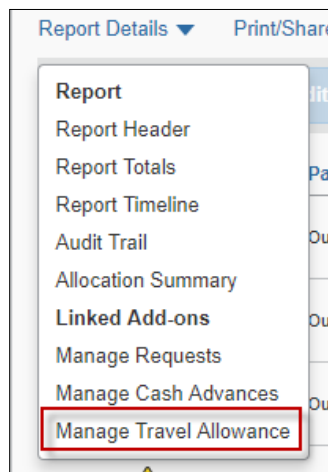 Report Details ▼ Print/Share
Report
Report Header
Report Totals
Report Timeline
Audit Trail
Allocation Summary
Linked Add-ons
Manage Requests
Manage Cash Advances
Manage Travel Allowance